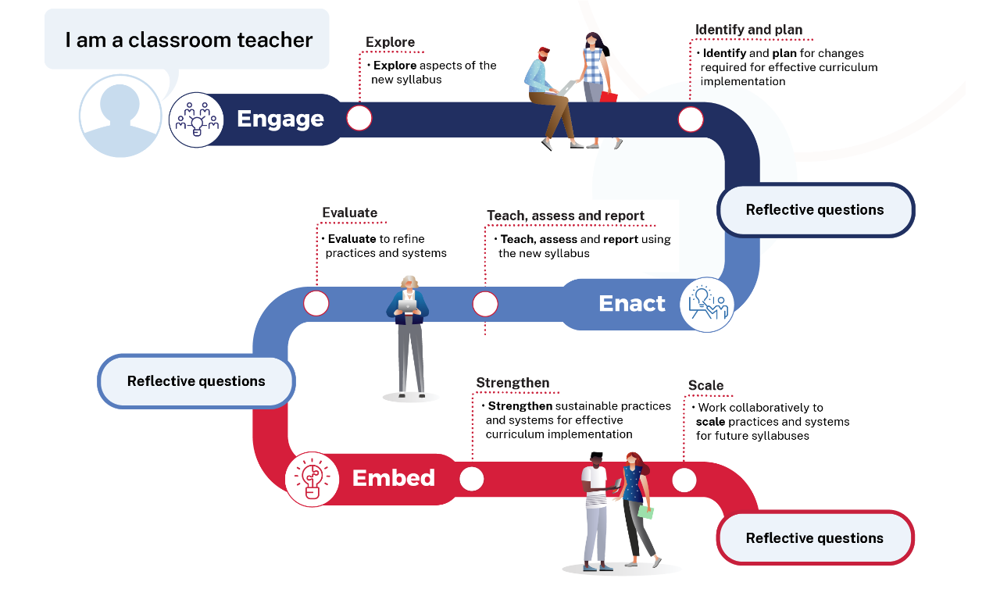 I am a classroom teacher
Engage
Explore
• Explore aspects of the
new syllabus
Identify and plan
• Identify and plan for changes
required for effective curriculum
implementation
Reflective questions
Enact
Teach, assess and report
• Teach, assess and report using
the new syllabus
Evaluate
• Evaluate to refine
practices and systems
Reflective questions
Embed
Strengthen
• Strengthen sustainable practices
and systems for effective
curriculum implementation
Scale
• Work collaboratively to
scale practices and systems
for future syllabuses
Reflective questions